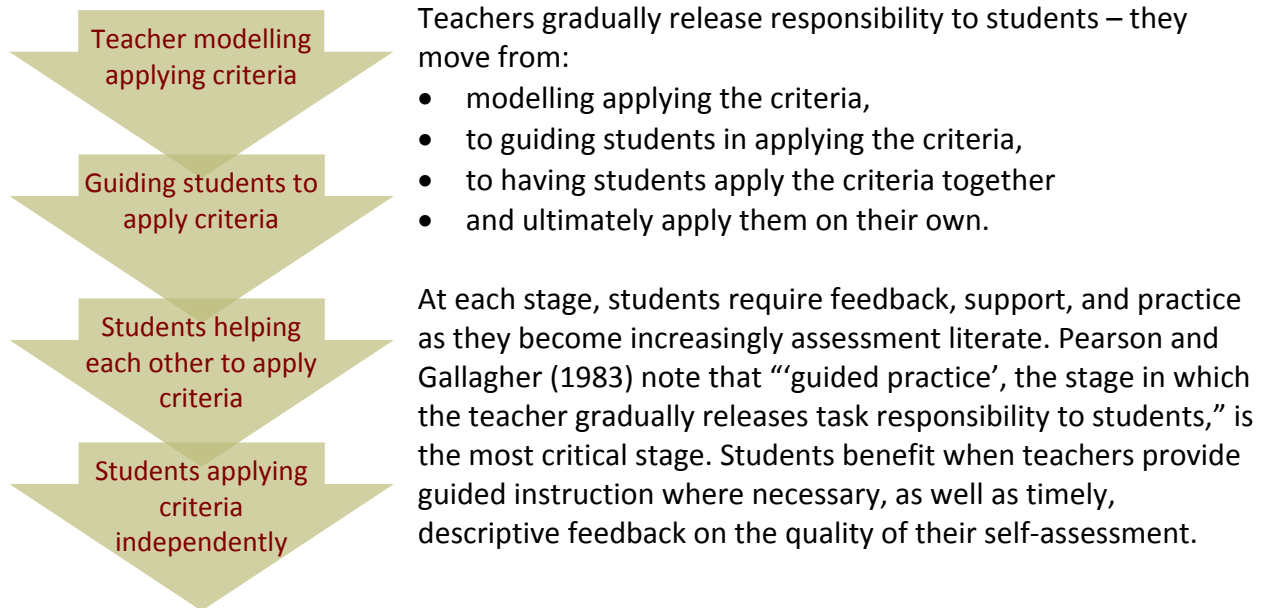 Teacher modelling
applying criteria
Guiding students to
apply criteria
Students helping
each other to apply
criteria
Students applying
criteria
independently
Teachers gradually release responsibility to students – they
move from:
• modelling applying the criteria,
• to guiding students in applying the criteria,
• to having students apply the criteria together
• and ultimately apply them on their own.
At each stage, students require feedback, support, and practice
as they become increasingly assessment literate. Pearson and
Gallagher (1983) note that “‘guided practice’, the stage in which
the teacher gradually releases task responsibility to students,” is
the most critical stage. Students benefit when teachers provide
guided instruction where necessary, as well as timely,
descriptive feedback on the quality of their self-assessment.